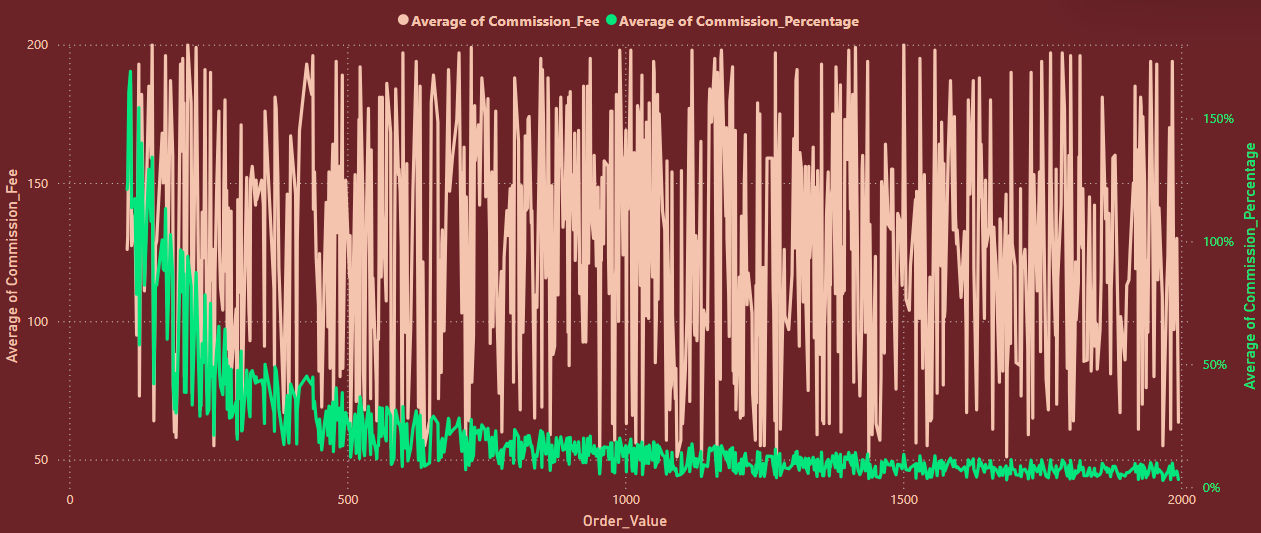 Average of Commission_Fee Average of Commission_Percentage
200
150
100
50
Average of Commission_Fee
150%
100%
50%
0%
Average of Commission_Percentage
0 500 1000 1500 2000
Order_Value